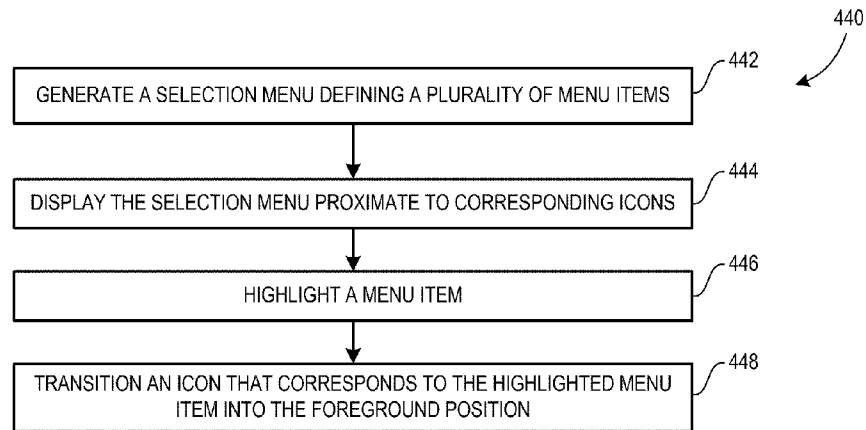 440
442
GENERATE A SELECTION MENU DEFINING A PLURALITY OF MENU ITEMS
444
DISPLAY THE SELECTION MENU PROXIMATE TO CORRESPONDING ICONS
446
HIGHLIGHT A MENU ITEM
448
TRANSITION AN ICON THAT CORRESPONDS TO THE HIGHLIGHTED MENU
ITEM INTO THE FOREGROUND POSITION